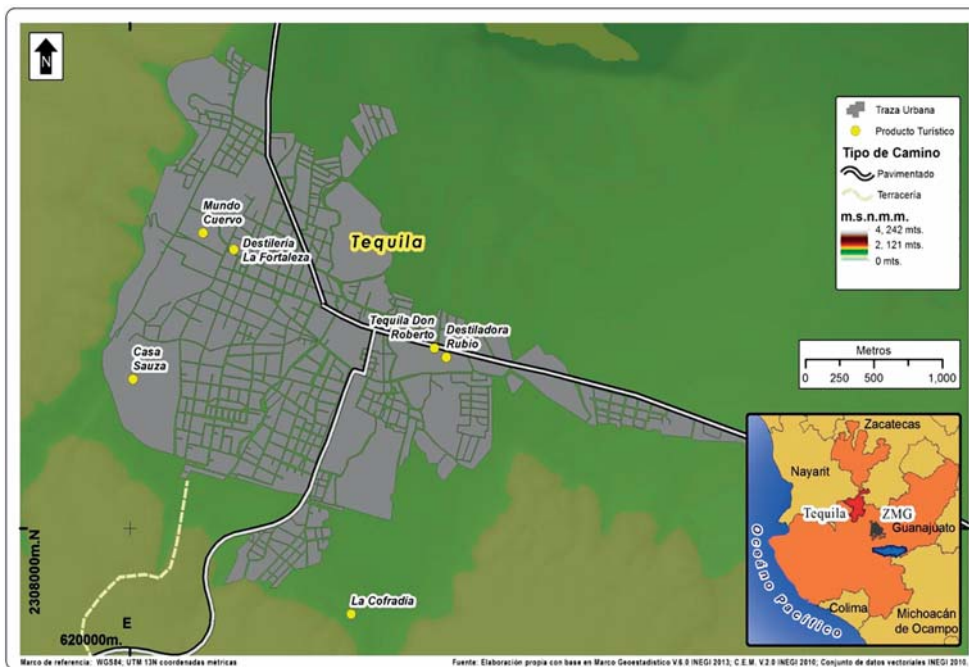 N
Traza Urbana
Producto Turístico
Tipo de Camino
Pavimentado
Terracería
m.s.n.m.m.
4, 242 mts.
2, 121 mts.
0 mts.
Mundo
Cuervo
Destilería
La Fortaleza
Tequila
Tequila Don
Roberto
Destiladora
Rubio
Casa
Sauza
Metros
0 250 500 1,000
Zacatecas
Nayarit
Tequila
ZMG
Guanajuato
Océano Pacífico
Colima
Michoacán
de Ocampo
La Cofradía
2308000m.N
E
620000m.
Marco de referencia: WGS84; UTM 13N coordenadas métricas
Fuente: Elaboración propia con base en Marco Geoestadístico V.6.0 INEGI 2013; C.E.M. V.2.0 INEGI 2010; Conjunto de datos vectoriales INEGI 2010.